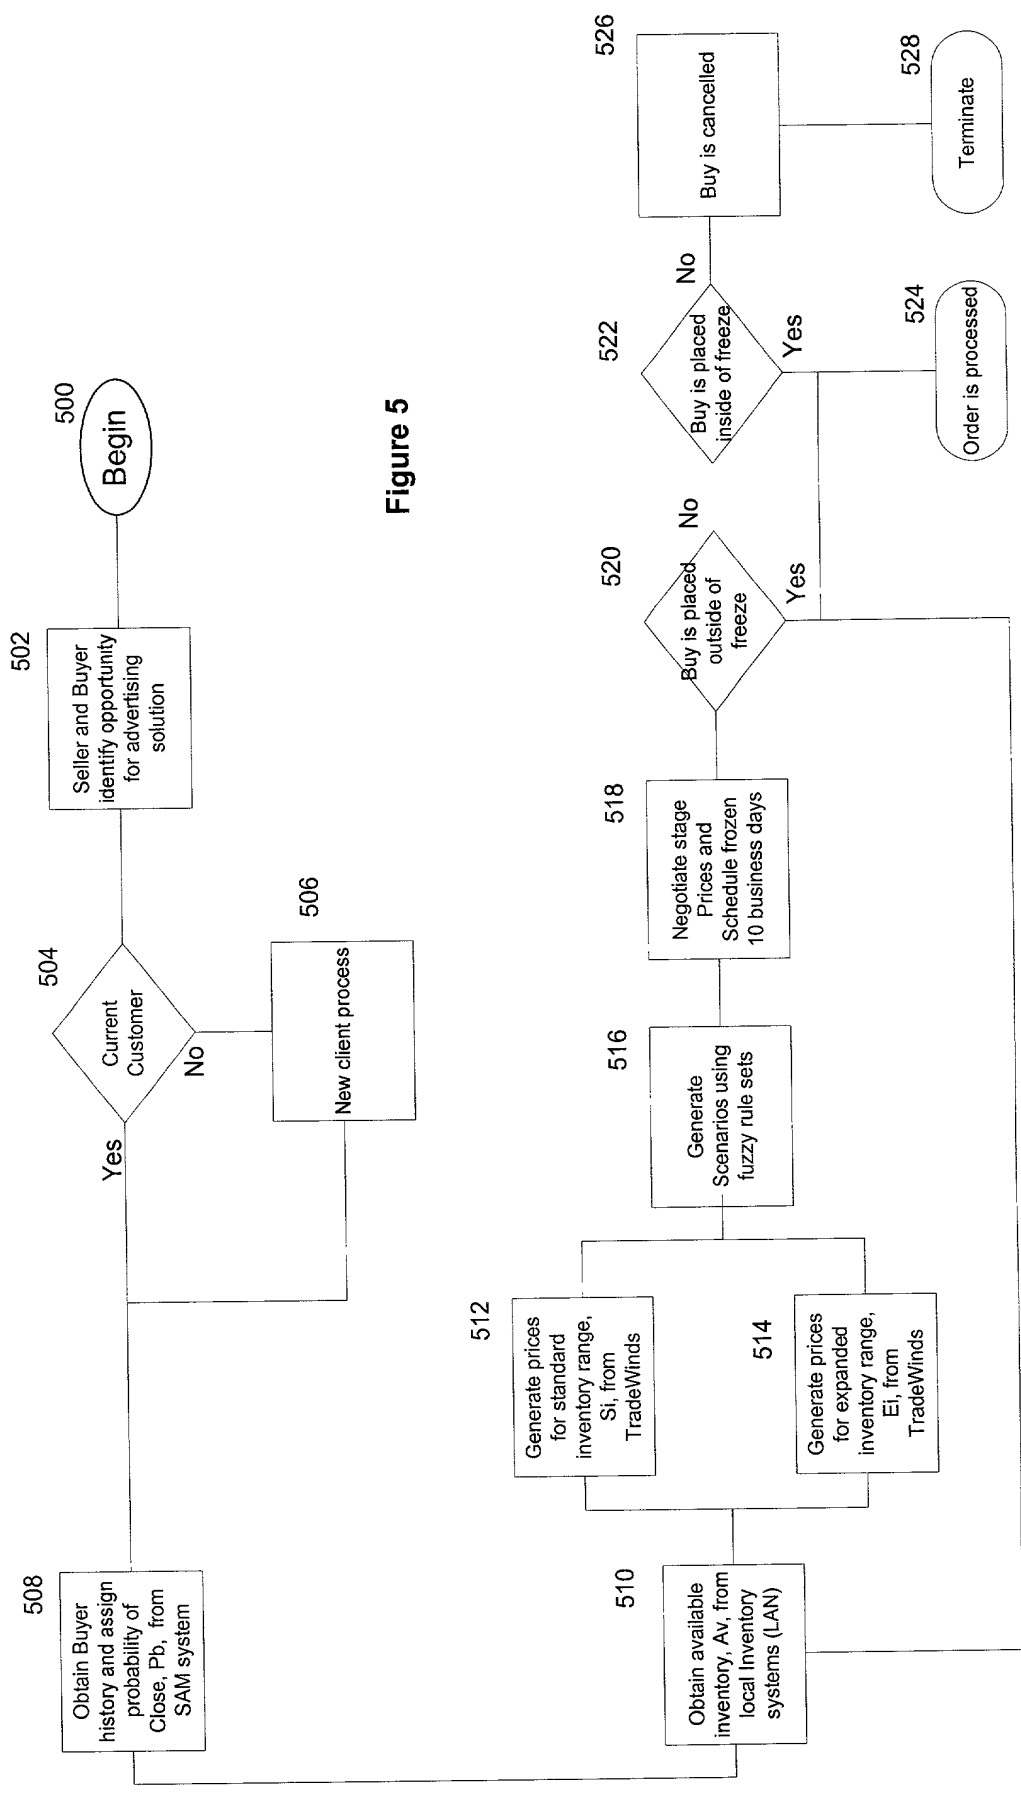 500
Begin
502
Seller and Buyer
identify opportunity
for advertising
solution
504
Current
Customer
Yes
No
506
New client process
508
Obtain Buyer
history and assign
probability of
Close, Pb, from
SAM system
Figure 5
510
Obtain available
inventory, Av, from
local Inventory
systems (LAN)
512
Generate prices
for standard
inventory range,
Si, from
TradeWinds
514
Generate prices
for expanded
inventory range,
Ei, from
TradeWinds
516
Generate
Scenarios using
fuzzy rule sets
518
Negotiate stage
Prices and
Schedule frozen
10 business days
520
Buy is placed
outside of
freeze
No
Yes
522
Buy is placed
inside of freeze
No
Yes
524
Order is processed
526
Buy is cancelled
528
Terminate